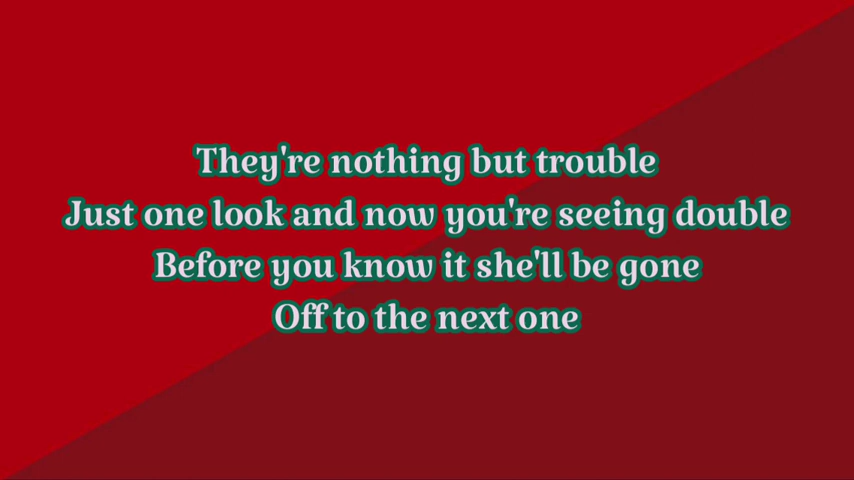 They're nothing but trouble
Just one look and now you're seeing double
Before you know it she'll be gone
Off to the next one